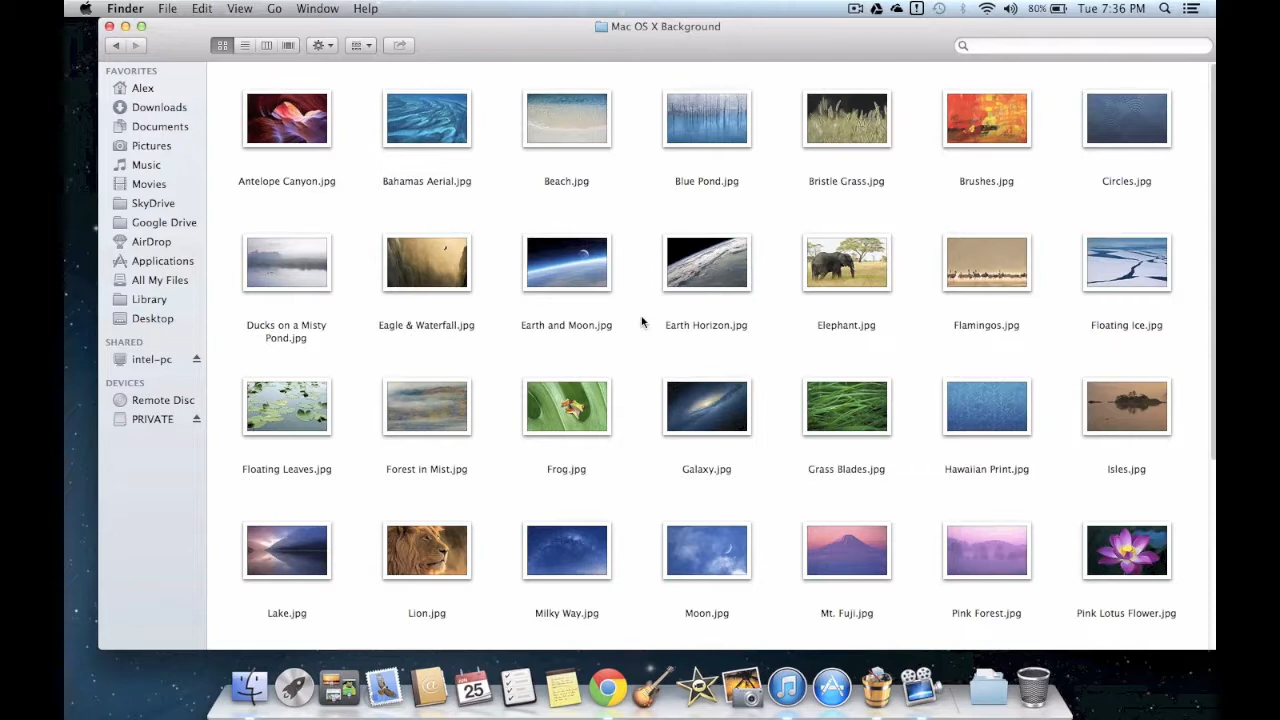 Finder File Edit View Go Window Help
80% Tue 7:36 PM
Mac OS X Background
FAVORITES
Alex
Downloads
Documents
Pictures
Music
Movies
SkyDrive
Google Drive
AirDrop
Applications
All My Files
Library
Desktop
SHARED
intel-pc
DEVICES
Remote Disc
PRIVATE
Antelope Canyon.jpg Bahamas Aerial.jpg Beach.jpg Blue Pond.jpg Bristle Grass.jpg Brushes.jpg Circles.jpg
Ducks on a Misty Eagle & Waterfall.jpg Earth and Moon.jpg Earth Horizon.jpg Elephant.jpg Flamingos.jpg Floating Ice.jpg
Pond.jpg
Floating Leaves.jpg Forest in Mist.jpg Frog.jpg Galaxy.jpg Grass Blades.jpg Hawaiian Print.jpg Isles.jpg
Lake.jpg Lion.jpg Milky Way.jpg Moon.jpg Mt. Fuji.jpg Pink Forest.jpg Pink Lotus Flower.jpg
25